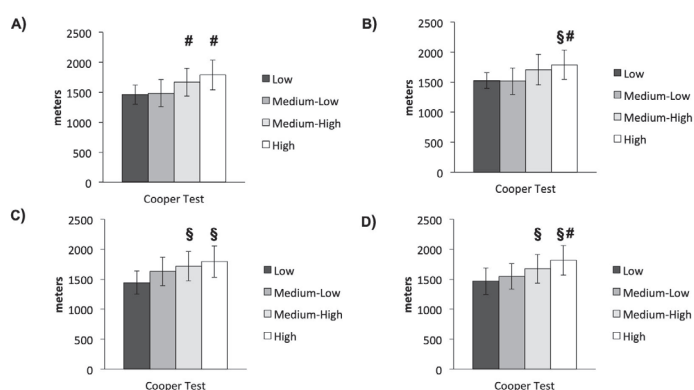 A)
# #
2500
2000
1500
1000
500
0
meters
Cooper Test
Low
Medium-Low
Medium-High
High
B)
§#
2500
2000
1500
1000
500
0
meters
Cooper Test
Low
Medium-Low
Medium-High
High
C)
§ §
2500
2000
1500
1000
500
0
meters
Cooper Test
Low
Medium-Low
Medium-High
High
D)
§ §#
2500
2000
1500
1000
500
0
meters
Cooper Test
Low
Medium-Low
Medium-High
High